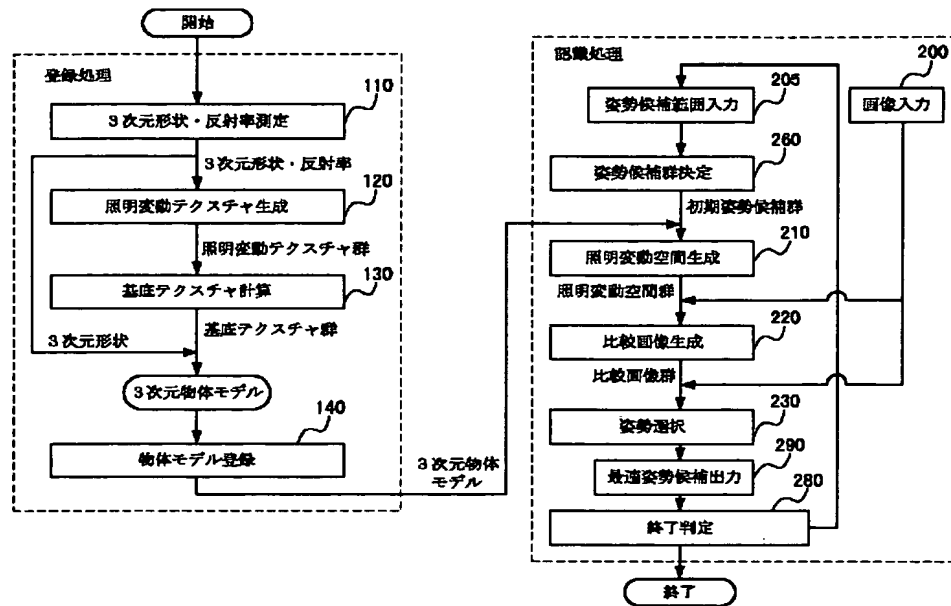 開始
登録処理
110
3次元形状・反射率測定
3次元形状・反射率
120
照明変動テクスチャ生成
照明変動テクスチャ群
130
基底テクスチャ計算
3次元形状
基底テクスチャ群
3次元物体モデル
140
物体モデル登録
3次元物体
モデル
認識処理
200
画像入力
205
姿勢候補範囲入力
260
姿勢候補群決定
初期姿勢候補群
210
照明変動空間生成
照明変動空間群
220
比較画像生成
比較画像群
230
姿勢選択
290
最適姿勢候補出力
280
終了判定
終了